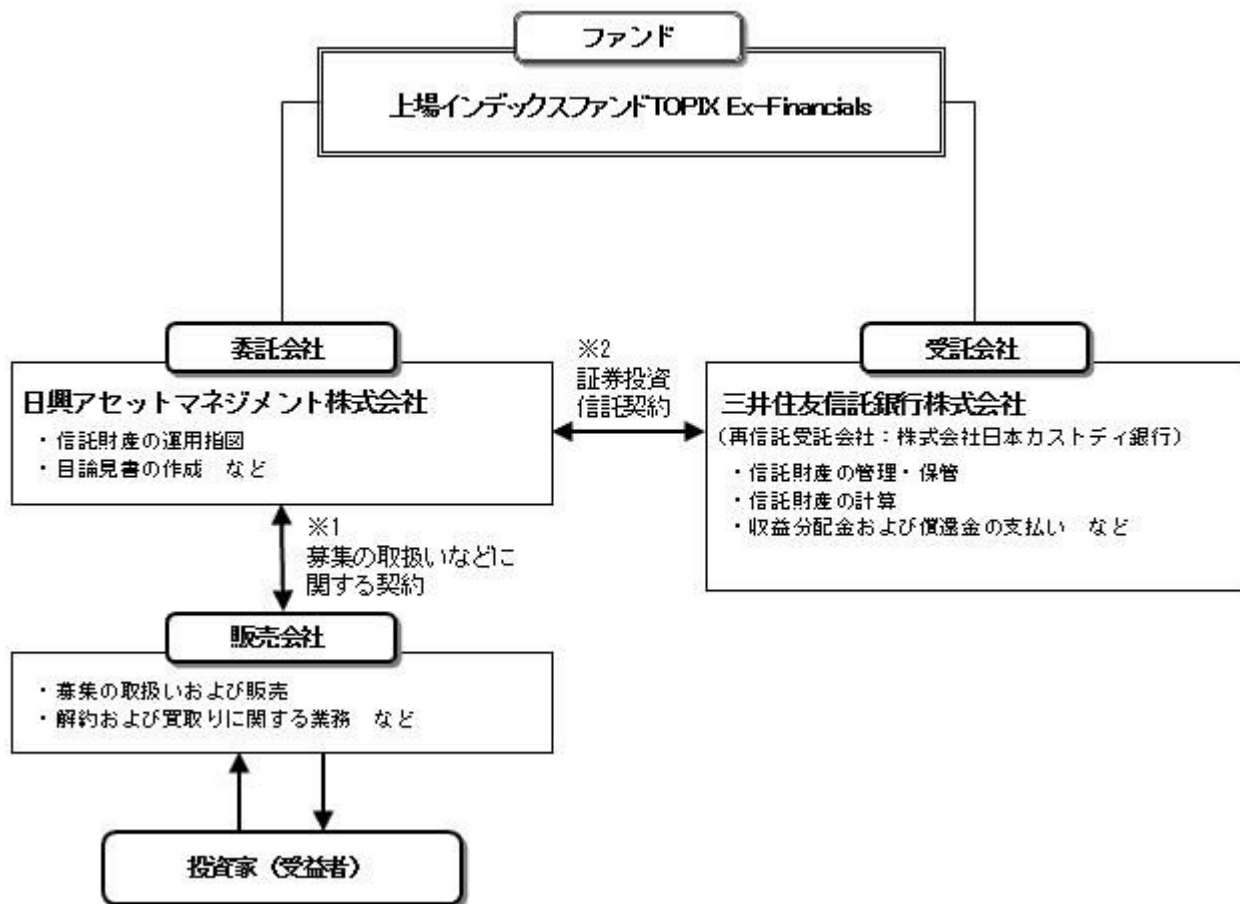 ファンド
上場インデックスファンドTOPIX Ex-Financials
委託会社
日興アセットマネジメント株式会社
・信託財産の運用指図
・目論見書の作成　など
※2
証券投資
信託契約
受託会社
三井住友信託銀行株式会社
（再信託受託会社：株式会社日本カストディ銀行）
・信託財産の管理・保管
・信託財産の計算
・収益分配金および償還金の支払い　など
※1
募集の取扱いなどに
関する契約
販売会社
・募集の取扱いおよび販売
・解約および買取りに関する業務　など
投資家（受益者）